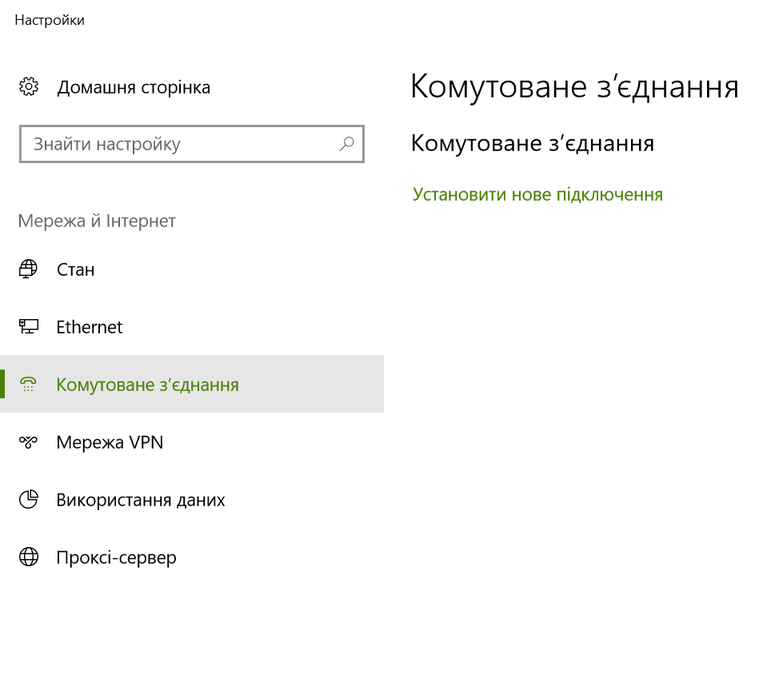 Настройки
Домашня сторінка
Знайти настройку
Мережа й Інтернет
Стан
Ethernet
Комутоване з’єднання
Мережа VPN
Використання даних
Проксі-сервер
Комутоване з’єднання
Комутоване з’єднання
Установити нове підключення